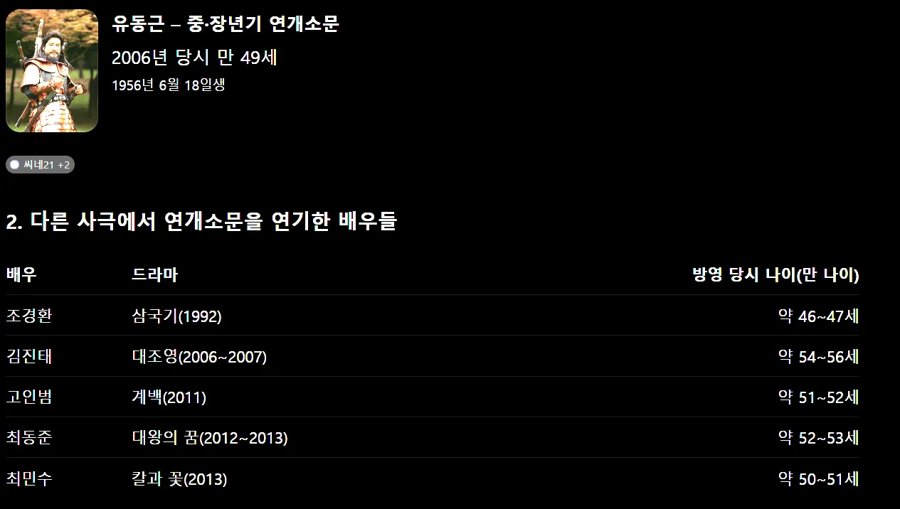 유동근 – 중·장년기 연개소문
2006년 당시 만 49세
1956년 6월 18일생
씨네21 +2
2. 다른 사극에서 연개소문을 연기한 배우들
배우 드라마 방영 당시 나이(만 나이)
조경환 삼국기(1992) 약 46~47세
김진태 대조영(2006~2007) 약 54~56세
고인범 계백(2011) 약 51~52세
최동준 대왕의 꿈(2012~2013) 약 52~53세
최민수 칼과 꽃(2013) 약 50~51세